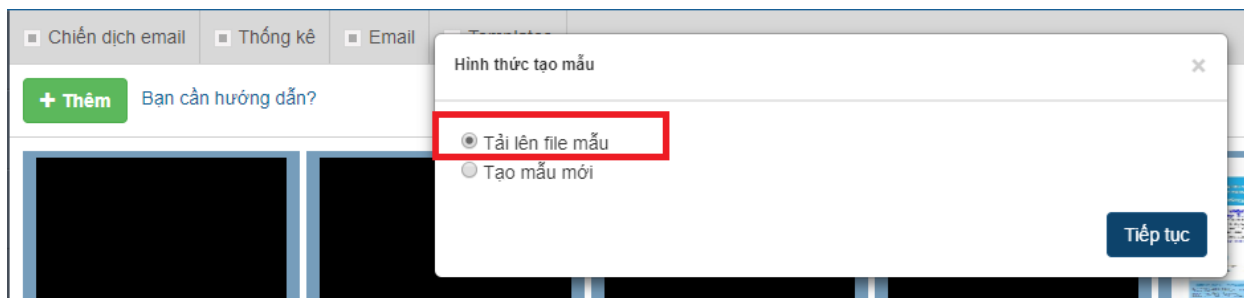 Chiến dịch email Thống kê Email Templates
Hình thức tạo mẫu ×
+ Thêm Bạn cần hướng dẫn?
Tải lên file mẫu
Tạo mẫu mới
Tiếp tục